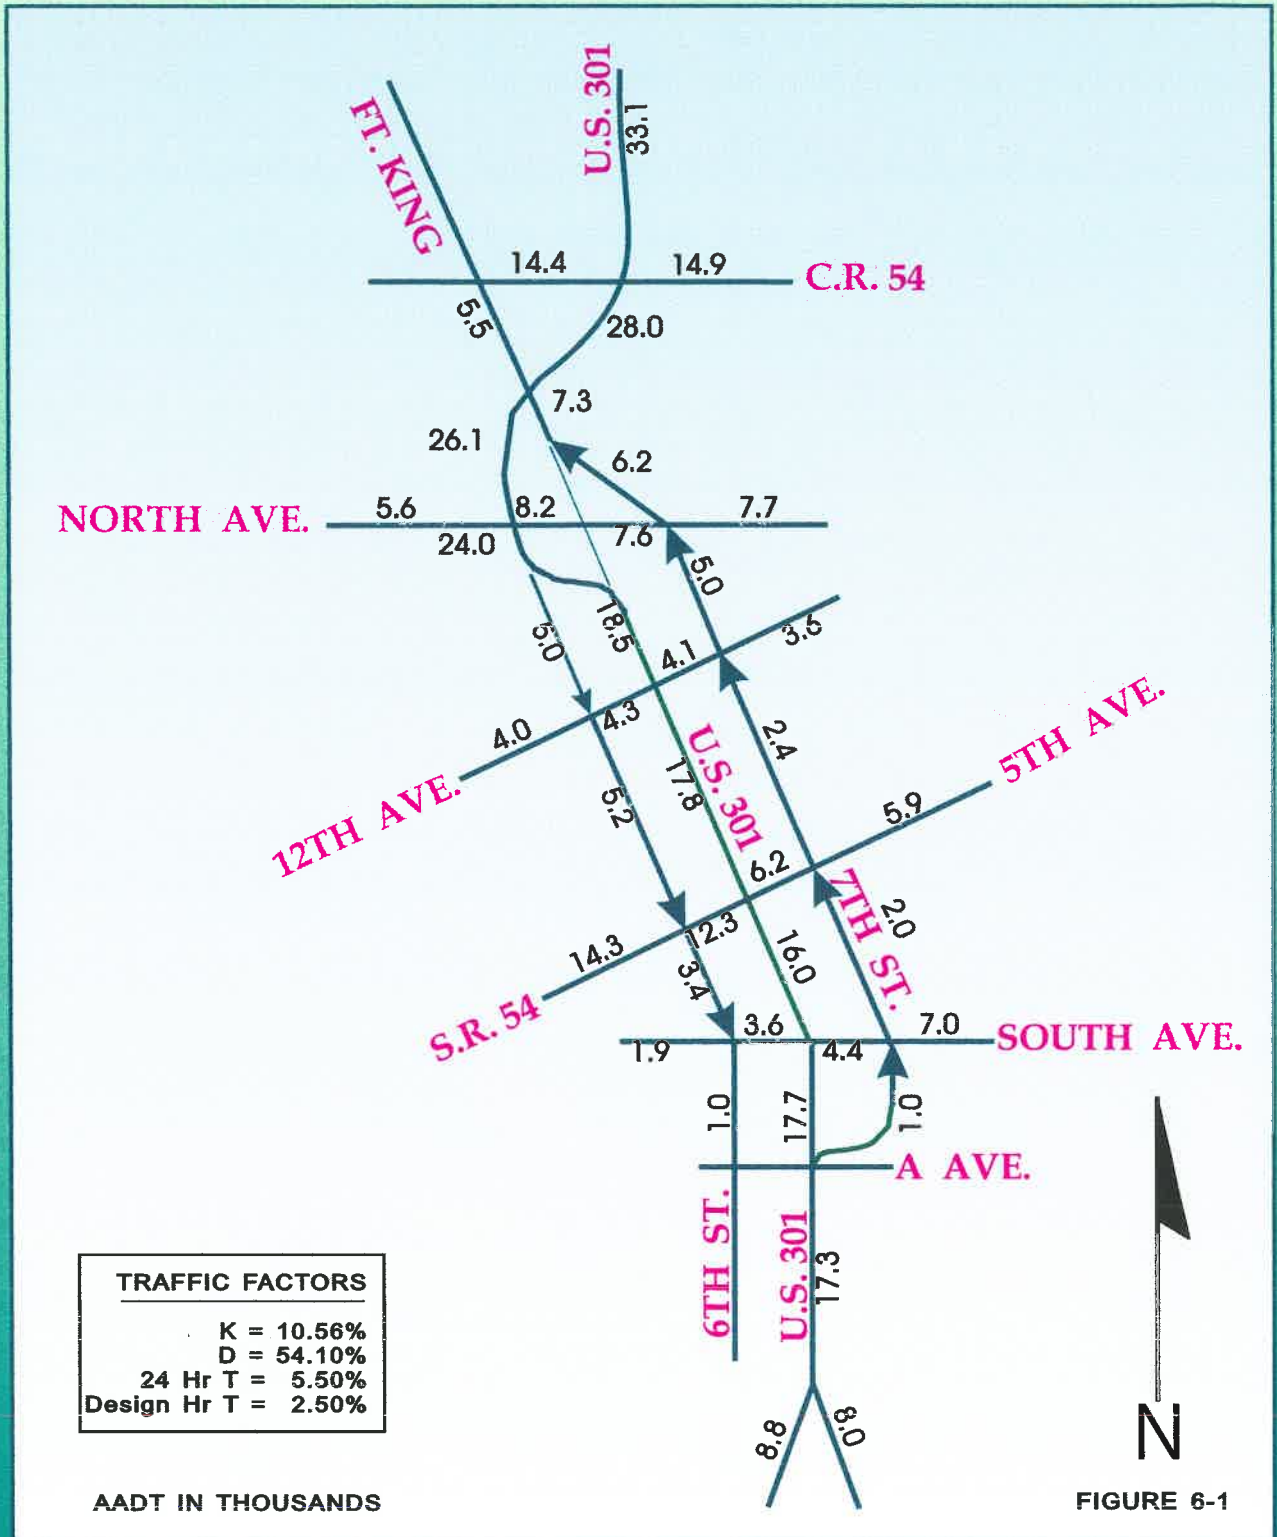 U.S. 301
33.1
FT. KING
14.4
14.9
C.R. 54
5.5
28.0
7.3
26.1
6.2
5.6
8.2
7.7
NORTH AVE.
24.0
7.6
5.0
18.5
3.6
4.1
4.3
4.0
12TH AVE.
5.2
U.S. 301
17.8
2.4
5TH AVE.
5.9
6.2
7TH ST.
2.0
12.3
14.3
16.0
3.4
S.R. 54
3.6
7.0
1.9
4.4
SOUTH AVE.
1.0
17.7
1.0
A AVE.
6TH ST.
U.S. 301
17.3
8.8
8.0
TRAFFIC FACTORS
K = 10.56%
D = 54.10%
24 Hr T = 5.50%
Design Hr T = 2.50%
N
AADT IN THOUSANDS
FIGURE 6-1